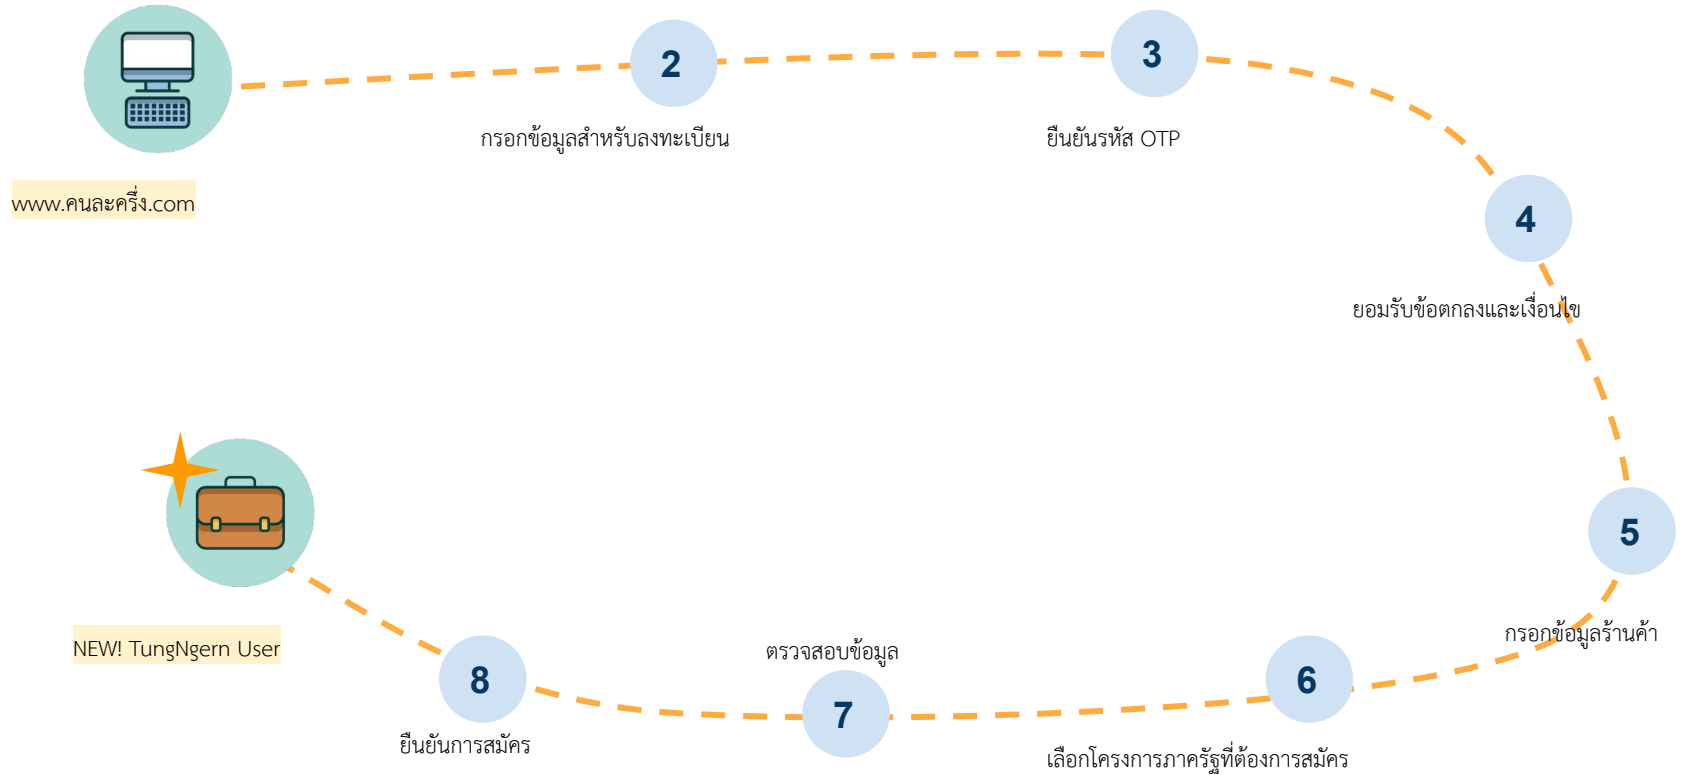 www.คนละครึ่ง.com
2
กรอกข้อมูลสำหรับลงทะเบียน
3
ยืนยันรหัส OTP
4
ยอมรับข้อตกลงและเงื่อนไข
5
กรอกข้อมูลร้านค้า
6
เลือกโครงการภาครัฐที่ต้องการสมัคร
ตรวจสอบข้อมูล
7
8
ยืนยันการสมัคร
NEW! TungNgern User